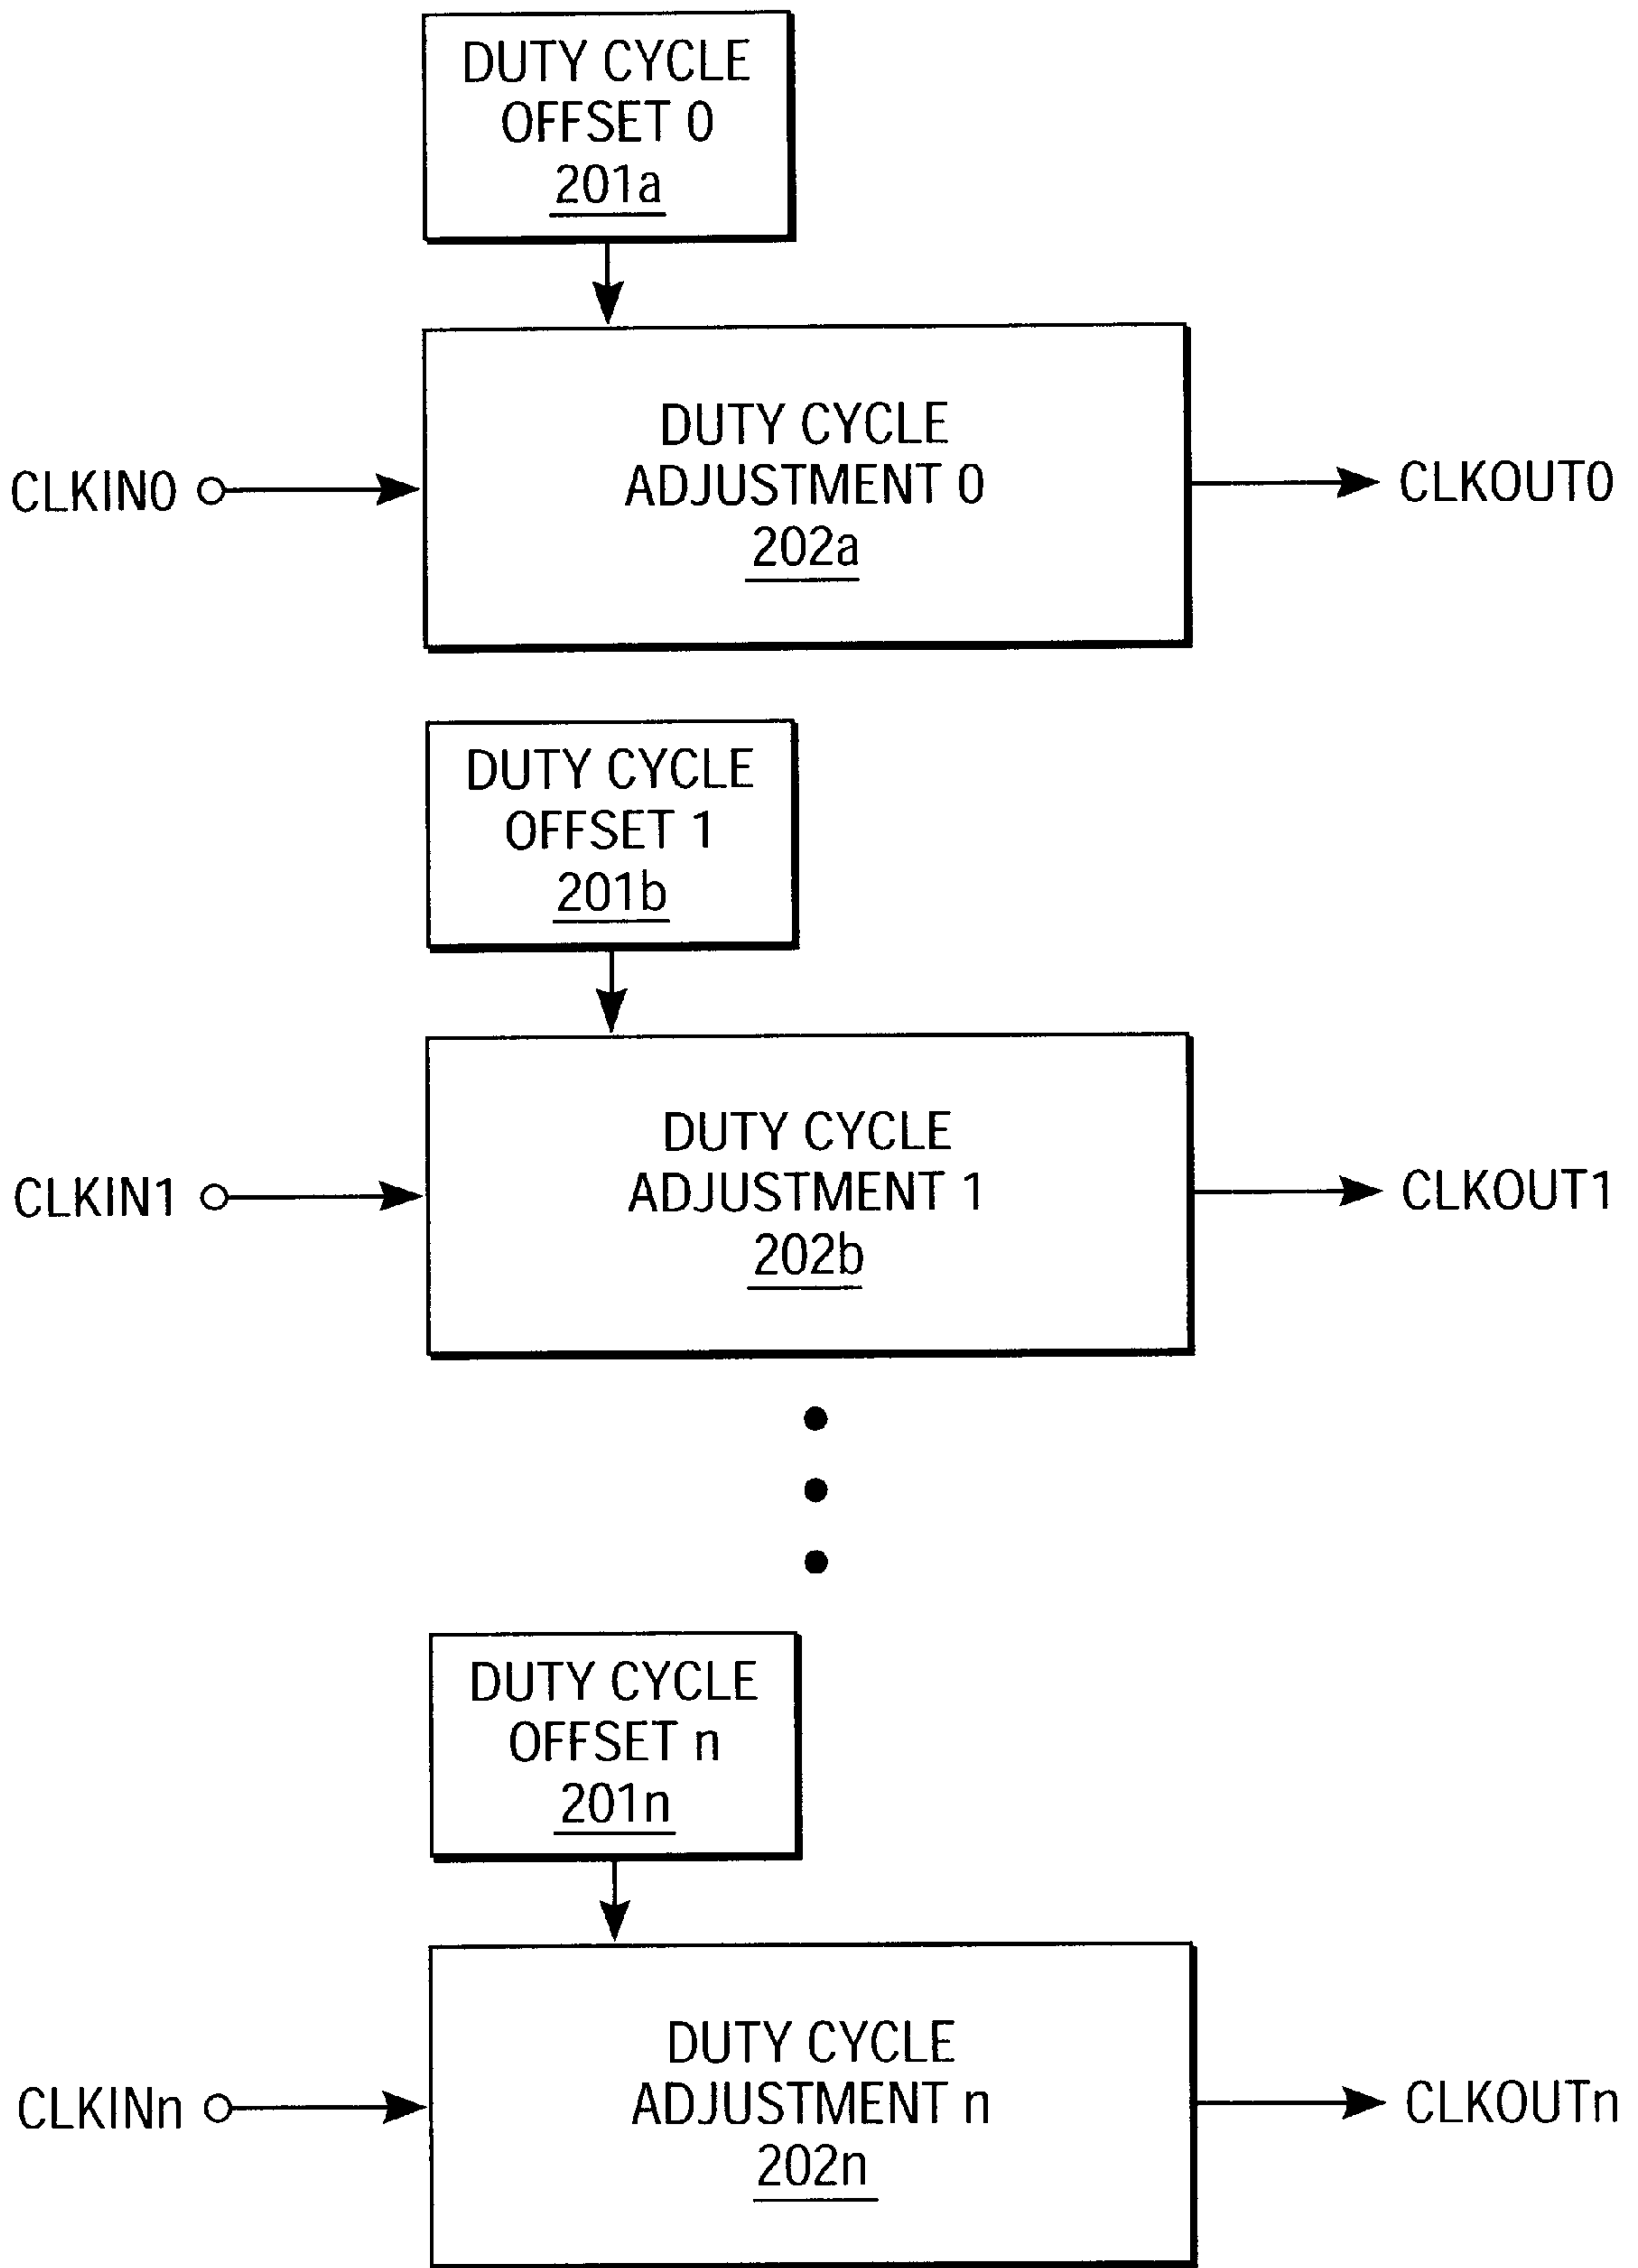 DUTY CYCLE
OFFSET 0
201a
DUTY CYCLE
ADJUSTMENT 0
202a
CLKIN0
CLKOUT0
DUTY CYCLE
OFFSET 1
201b
DUTY CYCLE
ADJUSTMENT 1
202b
CLKIN1
CLKOUT1
DUTY CYCLE
OFFSET n
201n
DUTY CYCLE
ADJUSTMENT n
202n
CLKINn
CLKOUTn